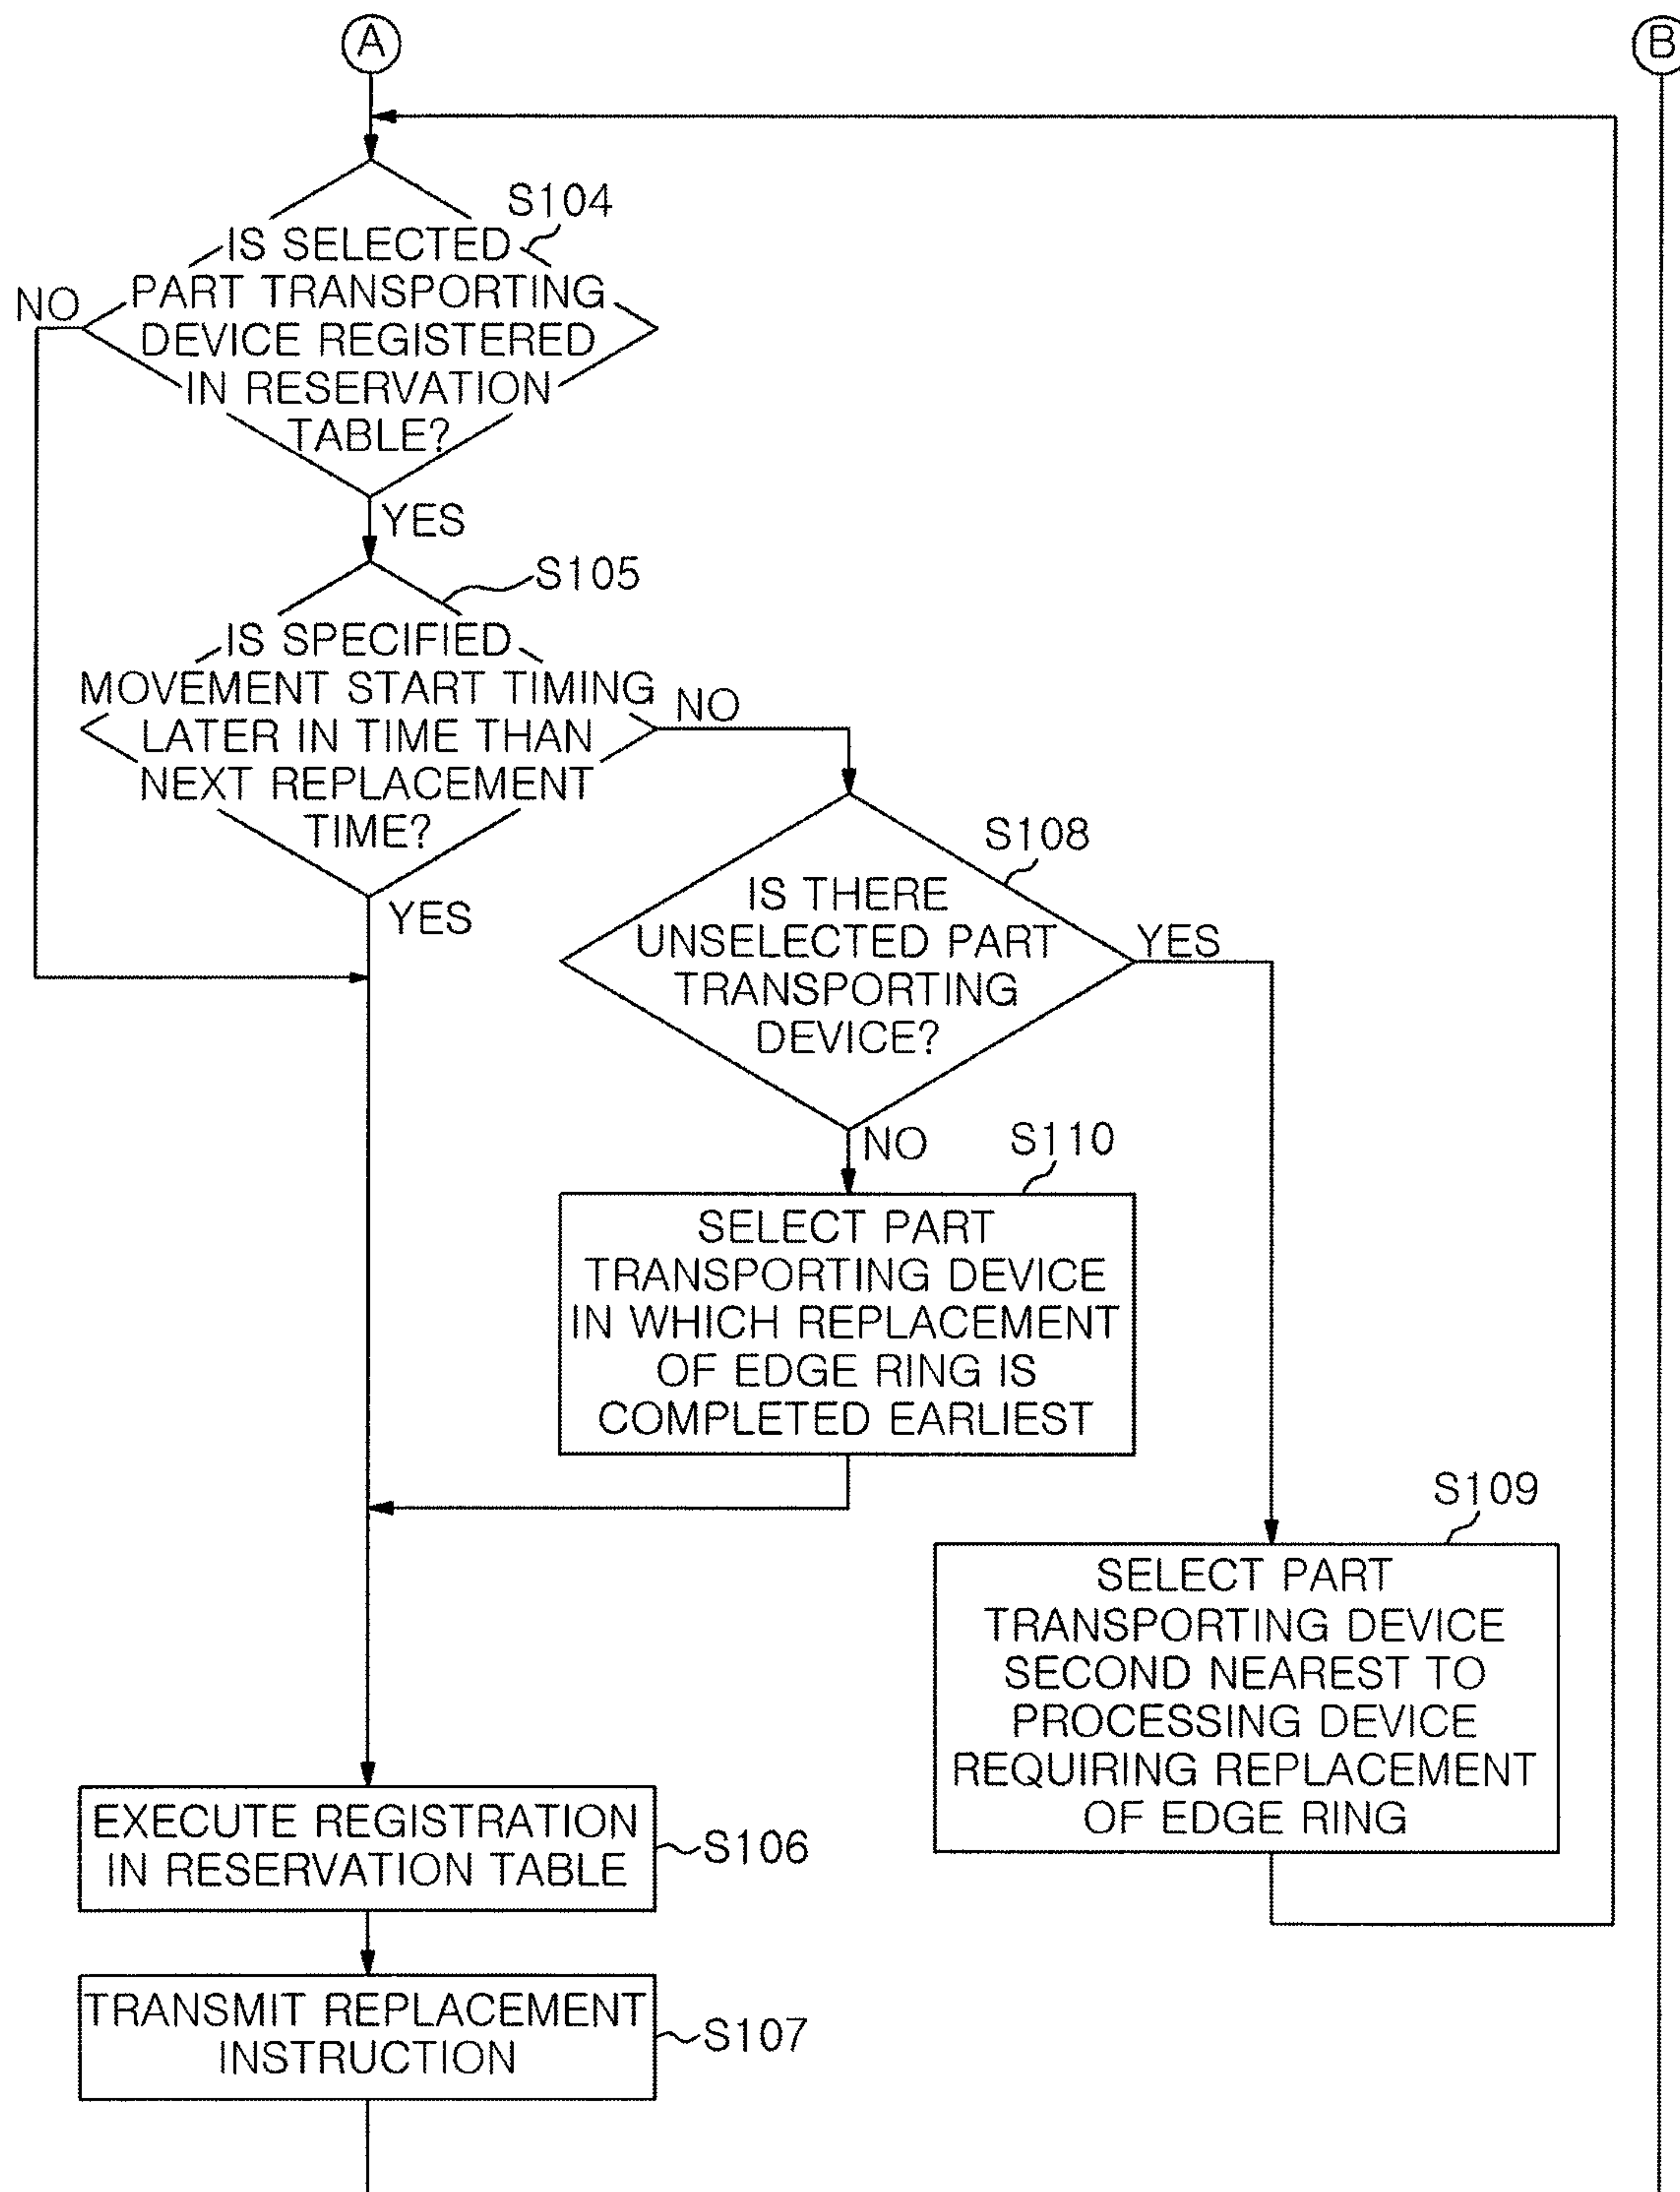 A
B
S104
IS SELECTED
PART TRANSPORTING
DEVICE REGISTERED
IN RESERVATION
TABLE?
NO
YES
S105
IS SPECIFIED
MOVEMENT START TIMING
LATER IN TIME THAN
NEXT REPLACEMENT
TIME?
NO
YES
S108
IS THERE
UNSELECTED PART
TRANSPORTING
DEVICE?
YES
NO
S110
SELECT PART
TRANSPORTING DEVICE
IN WHICH REPLACEMENT
OF EDGE RING IS
COMPLETED EARLIEST
S109
SELECT PART
TRANSPORTING DEVICE
SECOND NEAREST TO
PROCESSING DEVICE
REQUIRING REPLACEMENT
OF EDGE RING
EXECUTE REGISTRATION
IN RESERVATION TABLE
S106
TRANSMIT REPLACEMENT
INSTRUCTION
S107